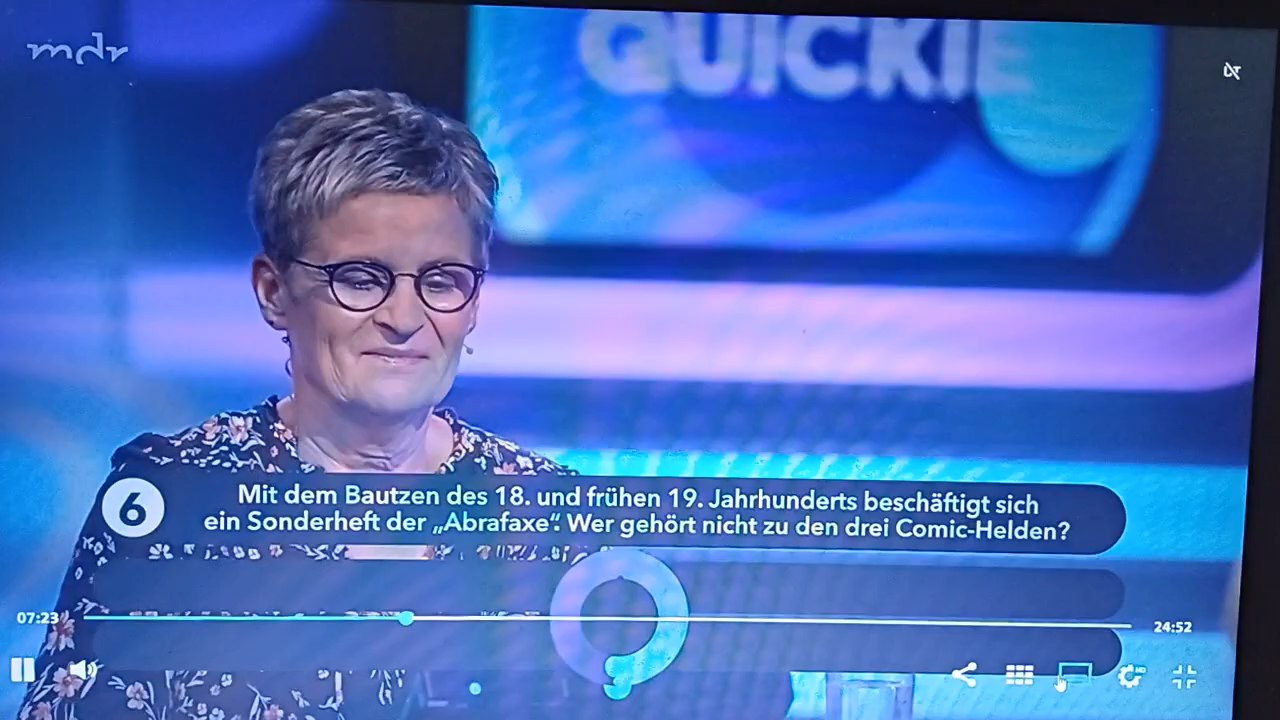 mdr
QUICKIE
6
Mit dem Bautzen des 18. und frühen 19. Jahrhunderts beschäftigt sich
ein Sonderheft der „Abrafaxe“. Wer gehört nicht zu den drei Comic-Helden?
07:23
24:52
HD